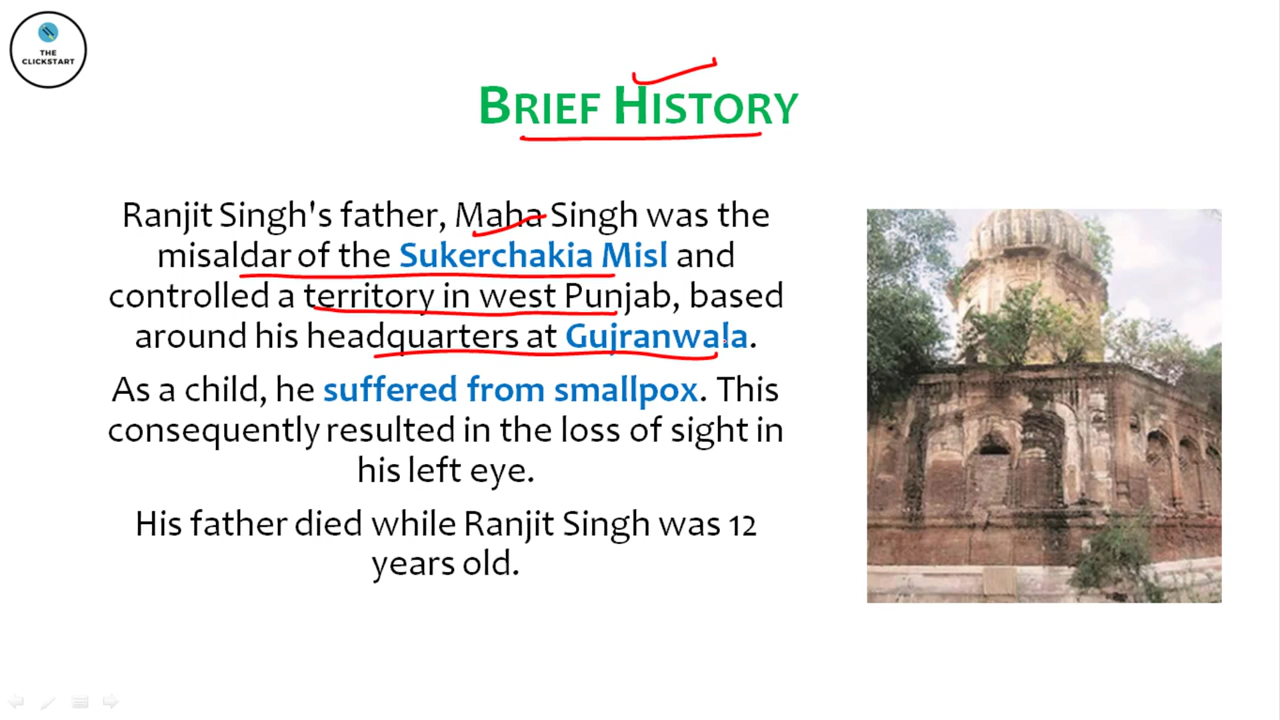 THE
CLICKSTART
BRIEF HISTORY
Ranjit Singh's father, Maha Singh was the
misaldar of the Sukerchakia Misl and
controlled a territory in west Punjab, based
around his headquarters at Gujranwala.
As a child, he suffered from smallpox. This
consequently resulted in the loss of sight in
his left eye.
His father died while Ranjit Singh was 12
years old.